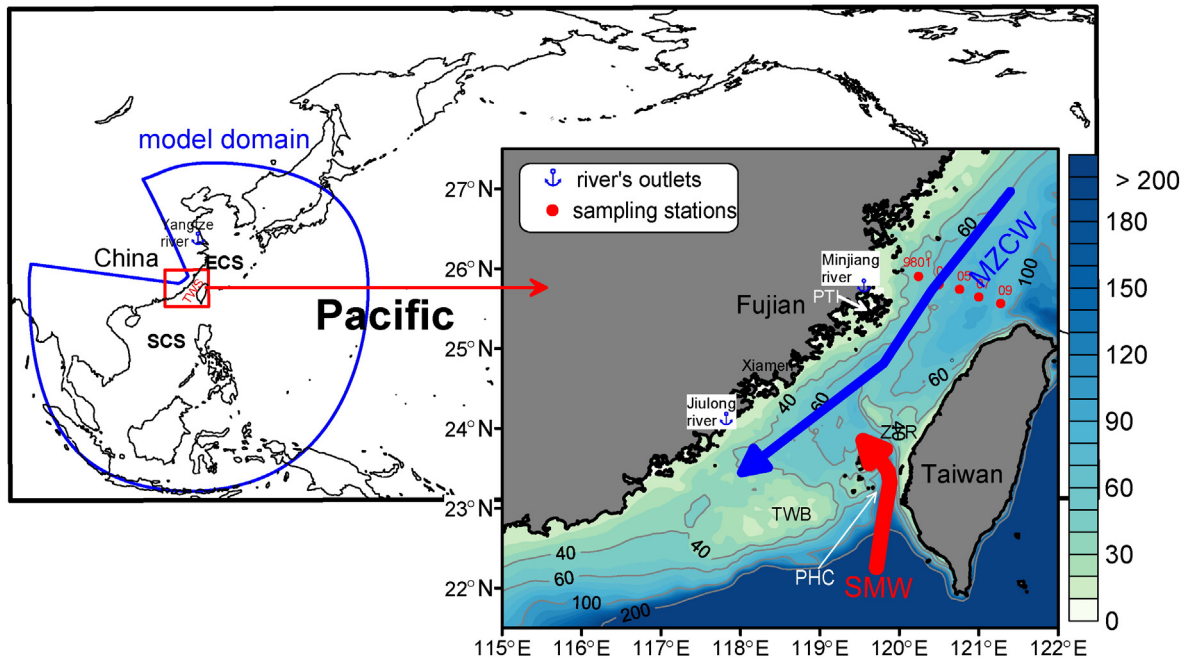 model domain
Yangtze
river
China
ECS
TWS
Pacific
SCS
river's outlets
sampling stations
> 200
180
150
120
90
60
30
0
27°N
26°N
25°N
24°N
23°N
22°N
115°E
116°E
117°E
118°E
119°E
120°E
121°E
122°E
60
MZCW
100
9801
05
07
09
Minjiang
river
PTI
Fujian
60
Xiamen
40
60
Jiulong
river
40
Taiwan
TWB
40
40
60
100
200
PHC
SMW